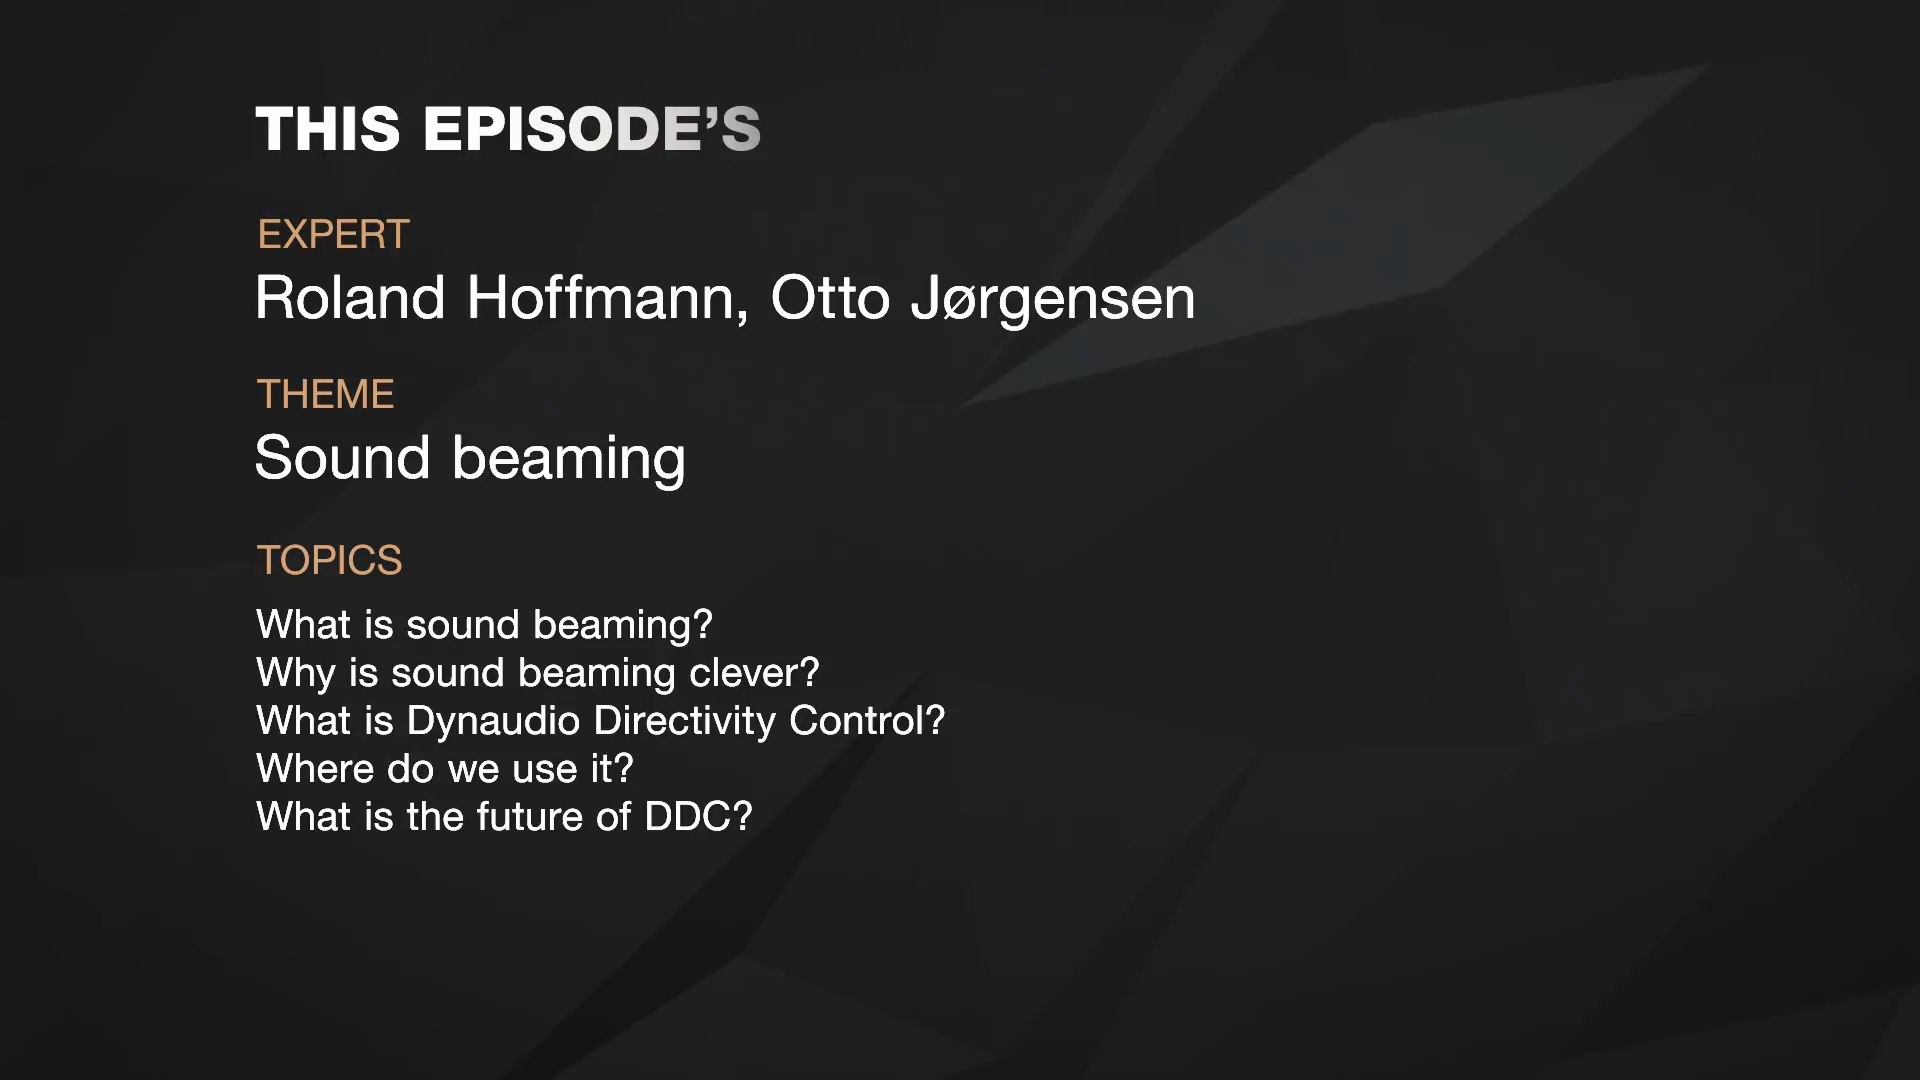 THIS EPISODE’S
EXPERT
Roland Hoffmann, Otto Jørgensen
THEME
Sound beaming
TOPICS
What is sound beaming?
Why is sound beaming clever?
What is Dynaudio Directivity Control?
Where do we use it?
What is the future of DDC?